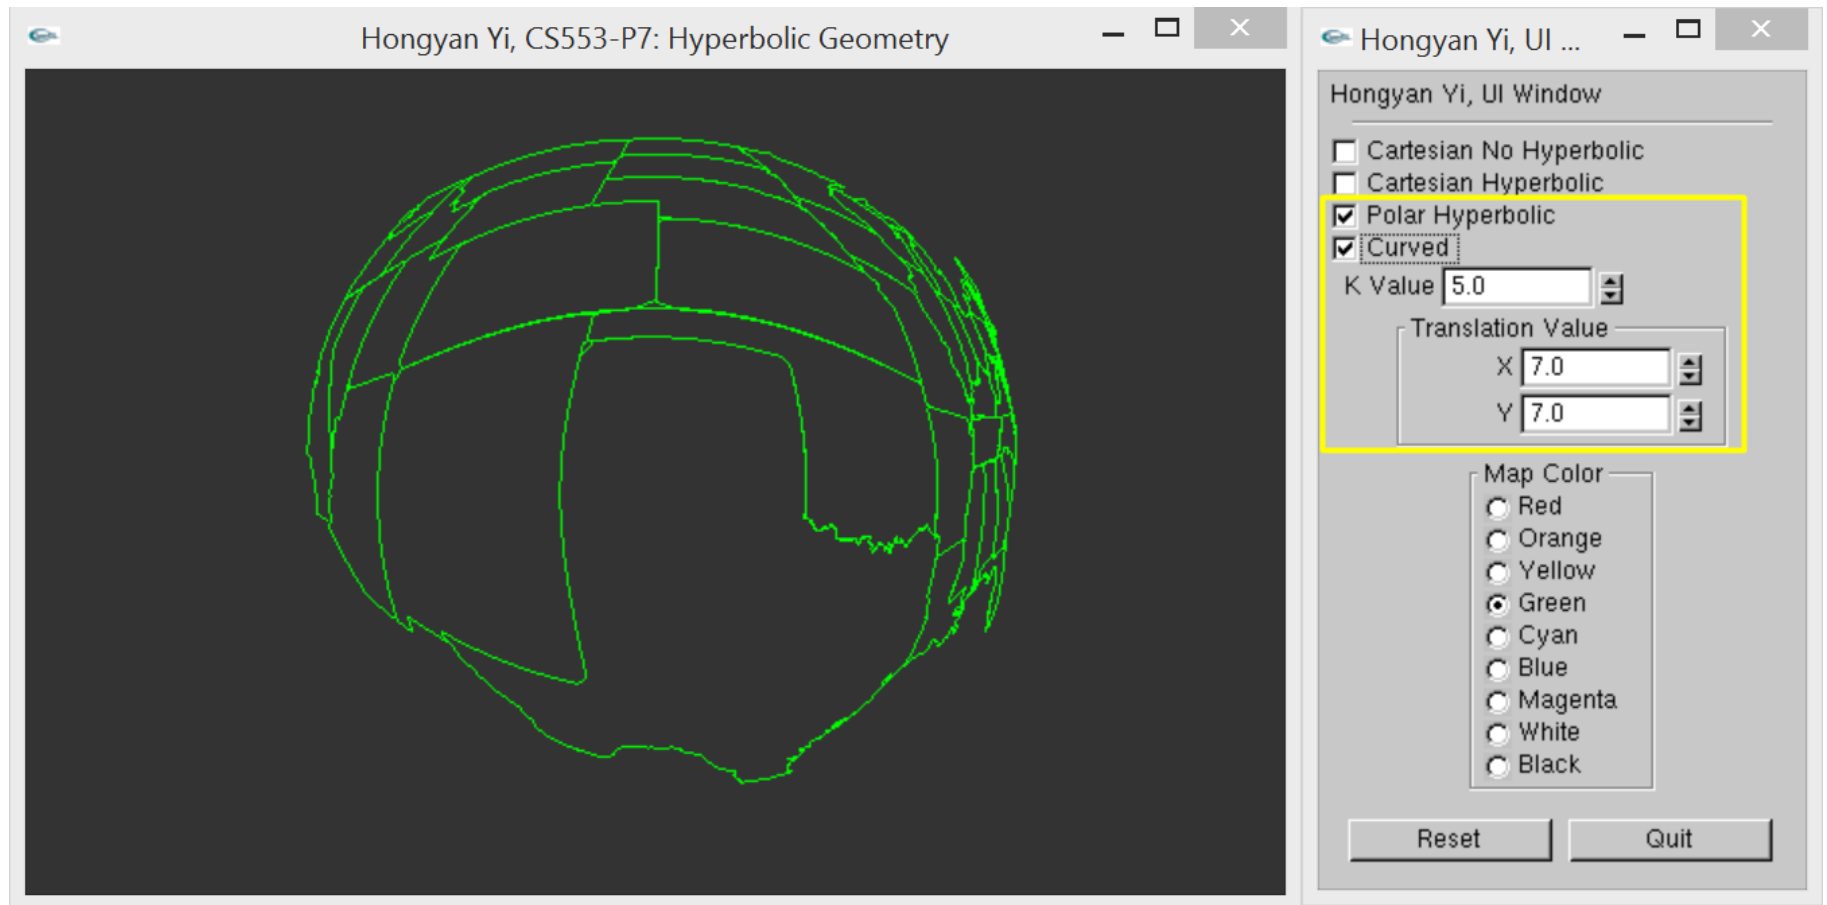 Hongyan Yi, CS553-P7: Hyperbolic Geometry
Hongyan Yi, UI ...
Hongyan Yi, UI Window
Cartesian No Hyperbolic
Cartesian Hyperbolic
Polar Hyperbolic
Curved
K Value 5.0
Translation Value
X 7.0
Y 7.0
Map Color
Red
Orange
Yellow
Green
Cyan
Blue
Magenta
White
Black
Reset Quit